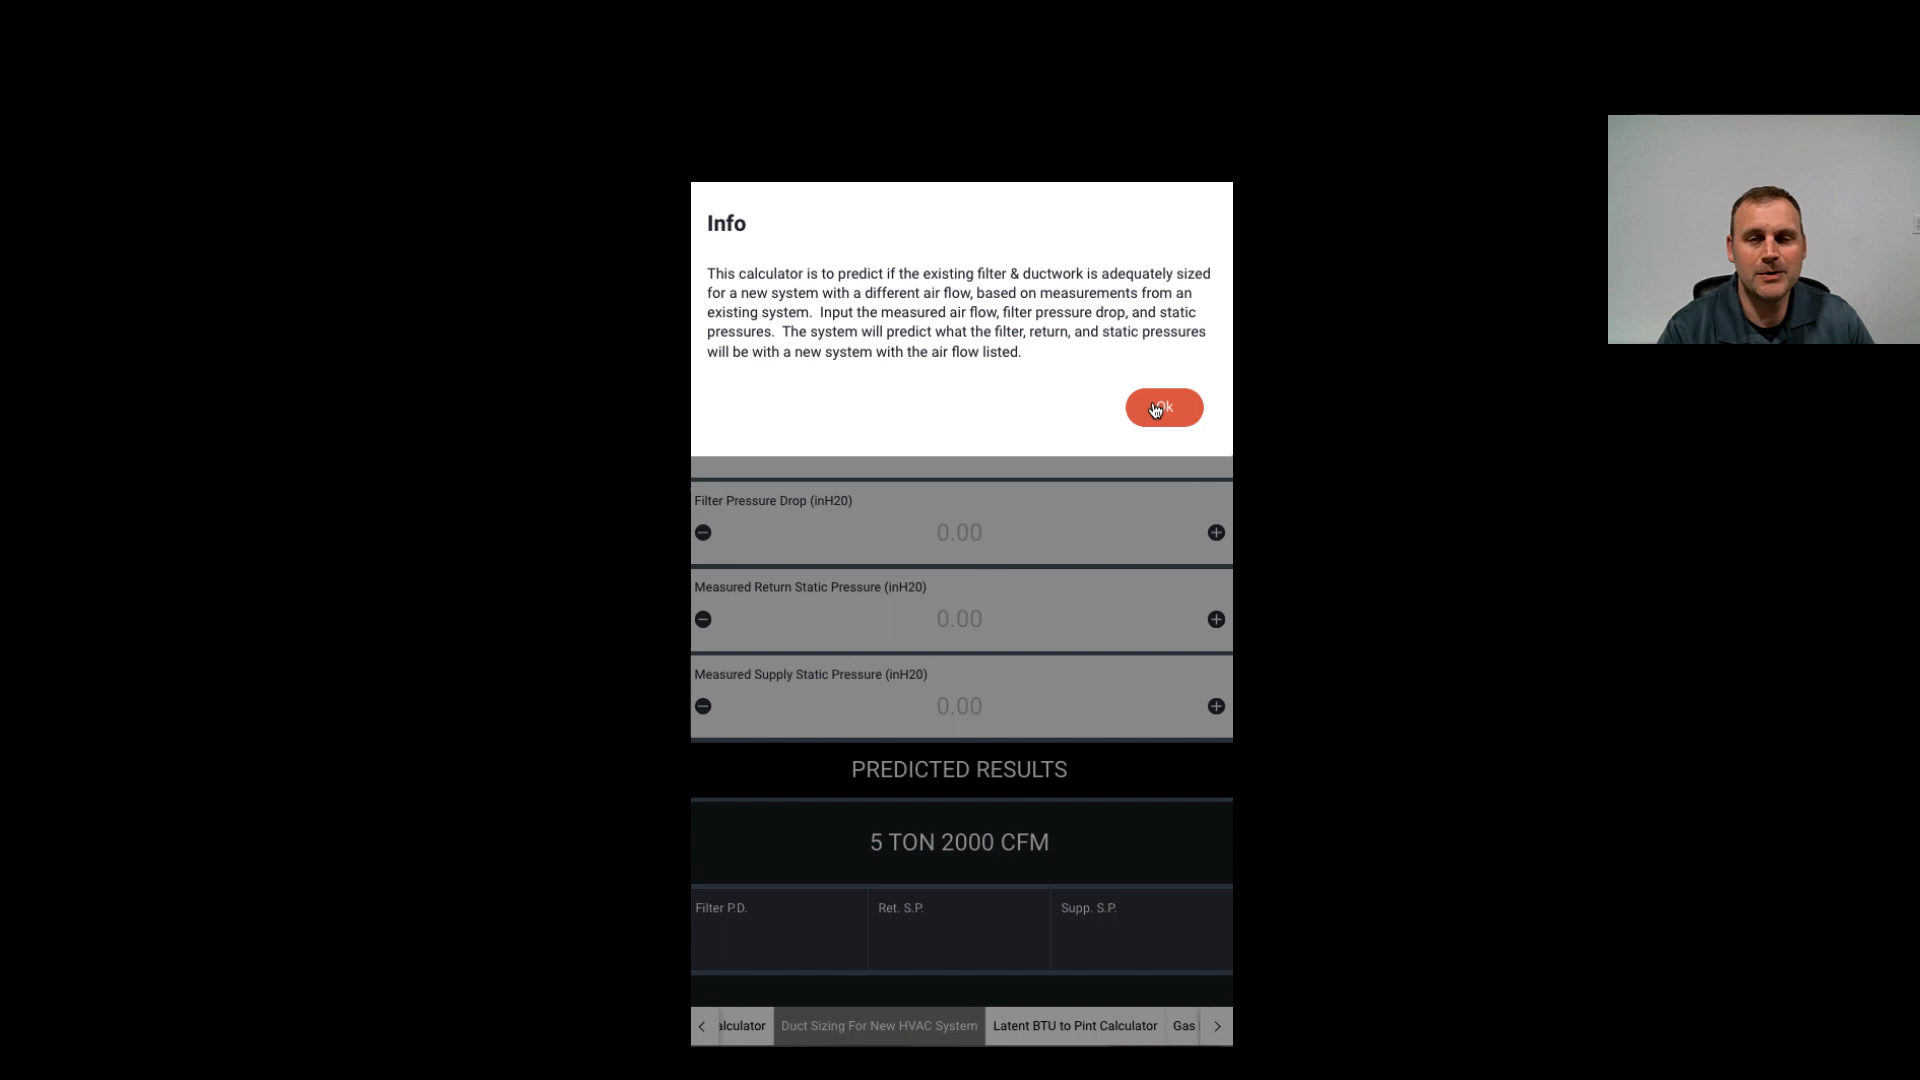 Info
This calculator is to predict if the existing filter & ductwork is adequately sized
for a new system with a different air flow, based on measurements from an
existing system.  Input the measured air flow, filter pressure drop, and static
pressures.  The system will predict what the filter, return, and static pressures
will be with a new system with the air flow listed.
Ok
Filter Pressure Drop (inH20)
0.00
Measured Return Static Pressure (inH20)
0.00
Measured Supply Static Pressure (inH20)
0.00
PREDICTED RESULTS
5 TON 2000 CFM
Filter P.D. Ret. S.P. Supp. S.P.
alculator Duct Sizing For New HVAC System Latent BTU to Pint Calculator Gas